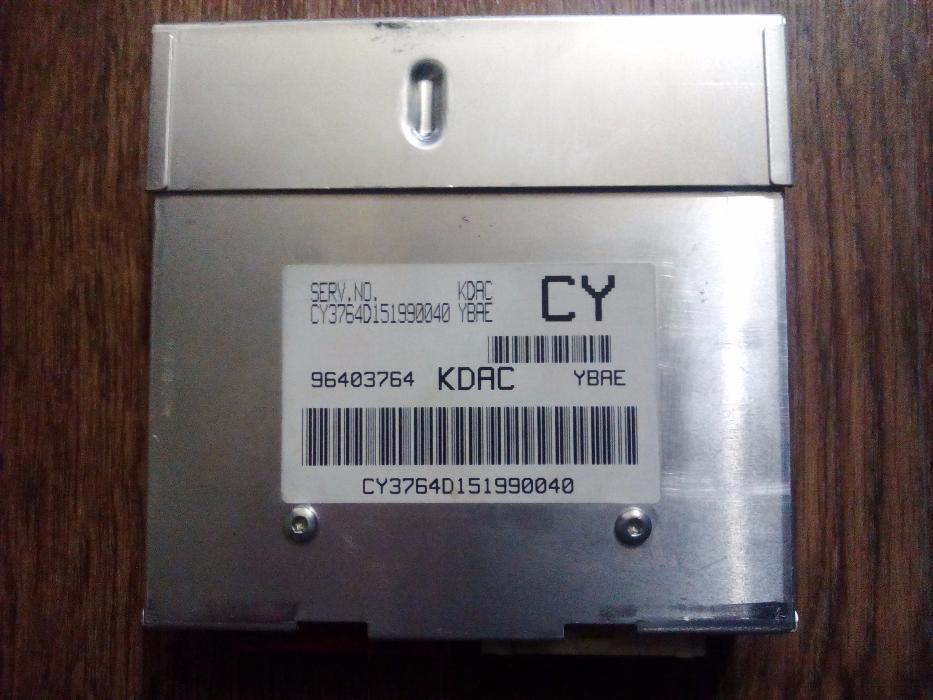 SERV.NO. KDAC CY
CY3764D151990040 YBAE
96403764 KDAC YBAE
CY3764D151990040